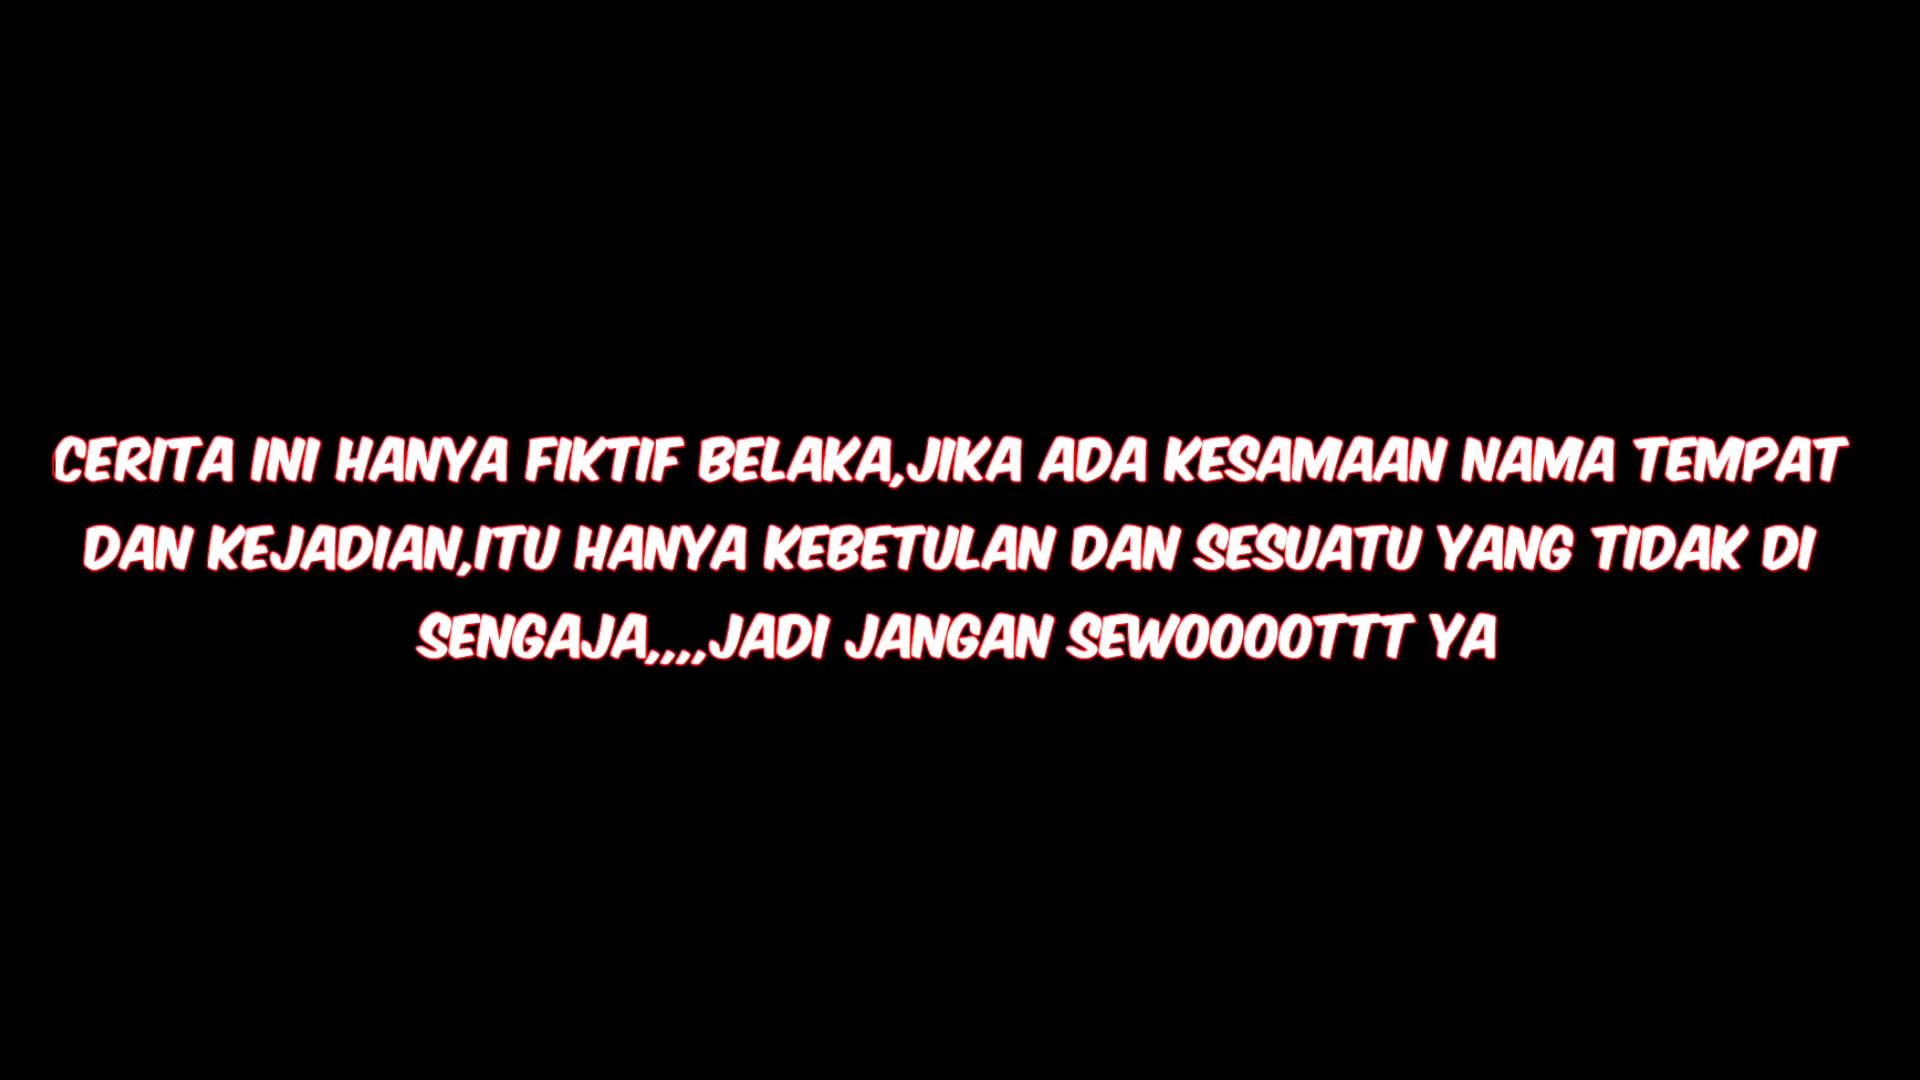 CERITA INI HANYA FIKTIF BELAKA,JIKA ADA KESAMAAN NAMA TEMPAT
DAN KEJADIAN,ITU HANYA KEBETULAN DAN SESUATU YANG TIDAK DI
SENGAJA,,,,JADI JANGAN SEWOOOOTTT YA